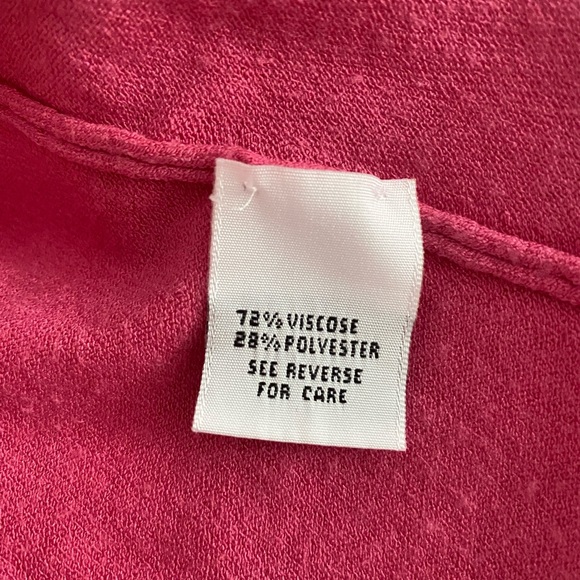 72% VISCOSE
28% POLYESTER
SEE REVERSE
FOR CARE